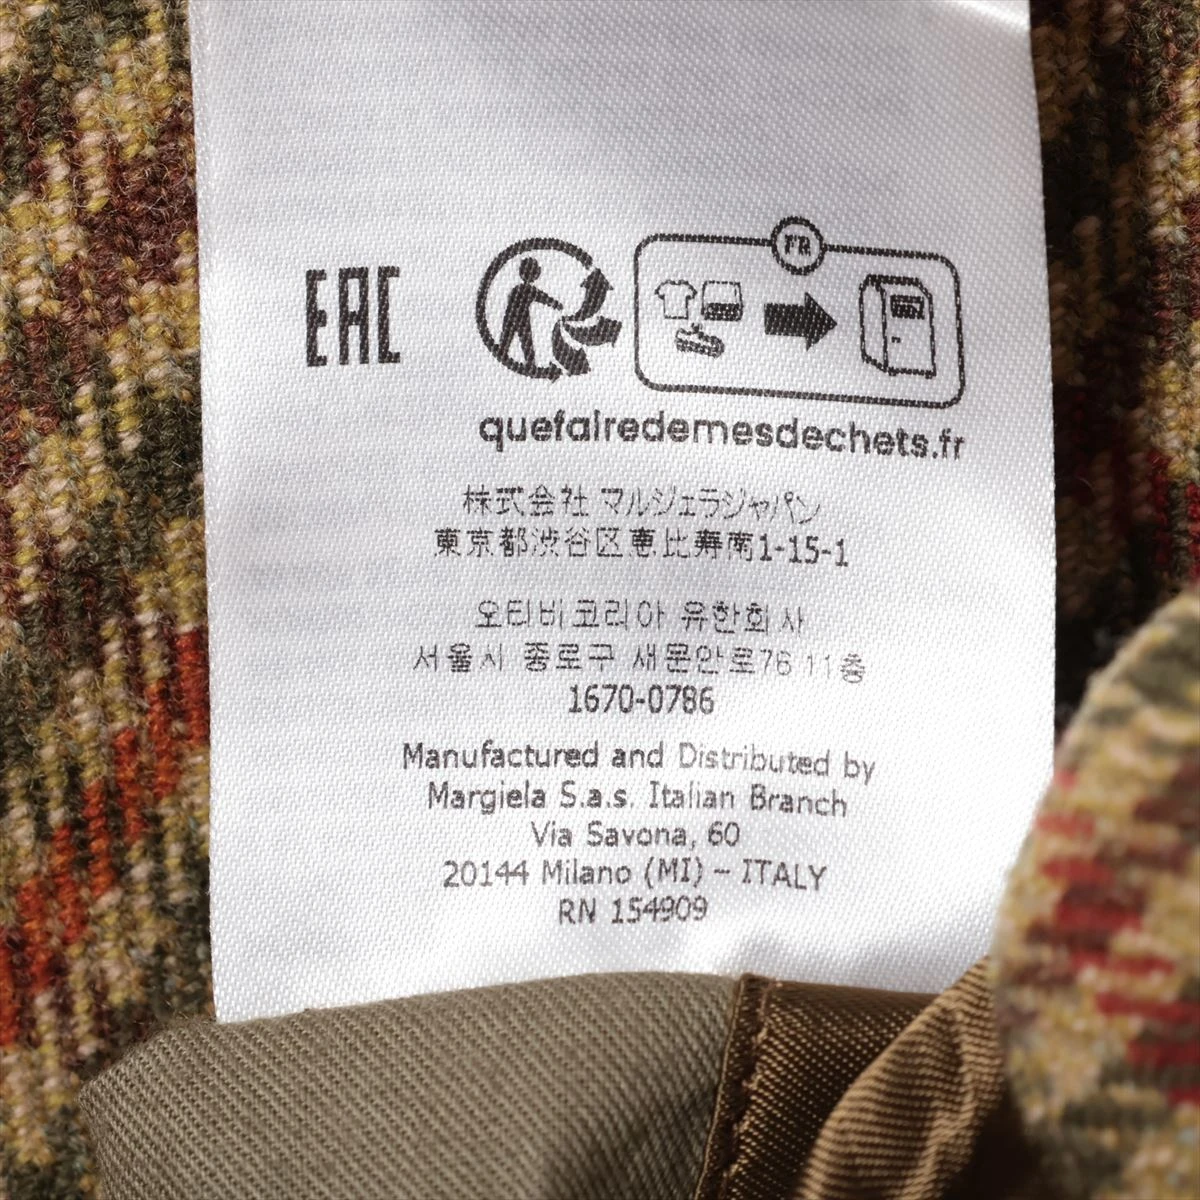 EAC
FR
quefairedemesdechets.fr
株式会社 マルジェラジャパン
東京都渋谷区恵比寿南1-15-1
오티비코리아 유한회사
서울시 종로구 새문안로76 11층
1670-0786
Manufactured and Distributed by
Margiela S.a.s. Italian Branch
Via Savona, 60
20144 Milano (MI) – ITALY
RN 154909